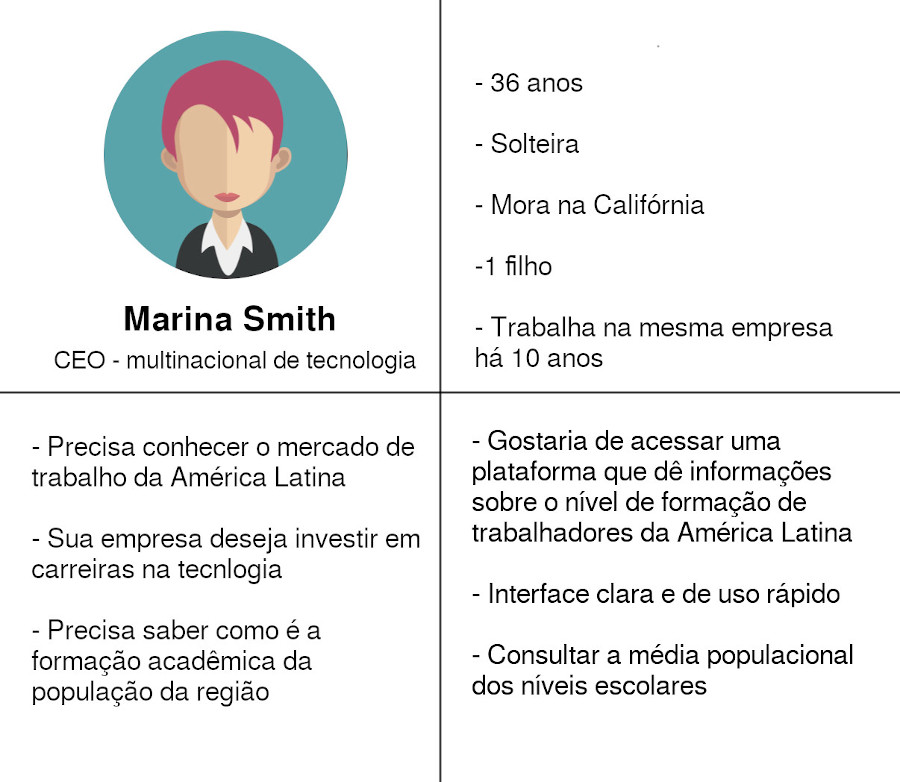 Marina Smith
CEO - multinacional de tecnologia
- 36 anos
- Solteira
- Mora na Califórnia
-1 filho
- Trabalha na mesma empresa
há 10 anos
- Precisa conhecer o mercado de
trabalho da América Latina
- Sua empresa deseja investir em
carreiras na tecnlogia
- Precisa saber como é a
formação acadêmica da
população da região
- Gostaria de acessar uma
plataforma que dê informações
sobre o nível de formação de
trabalhadores da América Latina
- Interface clara e de uso rápido
- Consultar a média populacional
dos níveis escolares